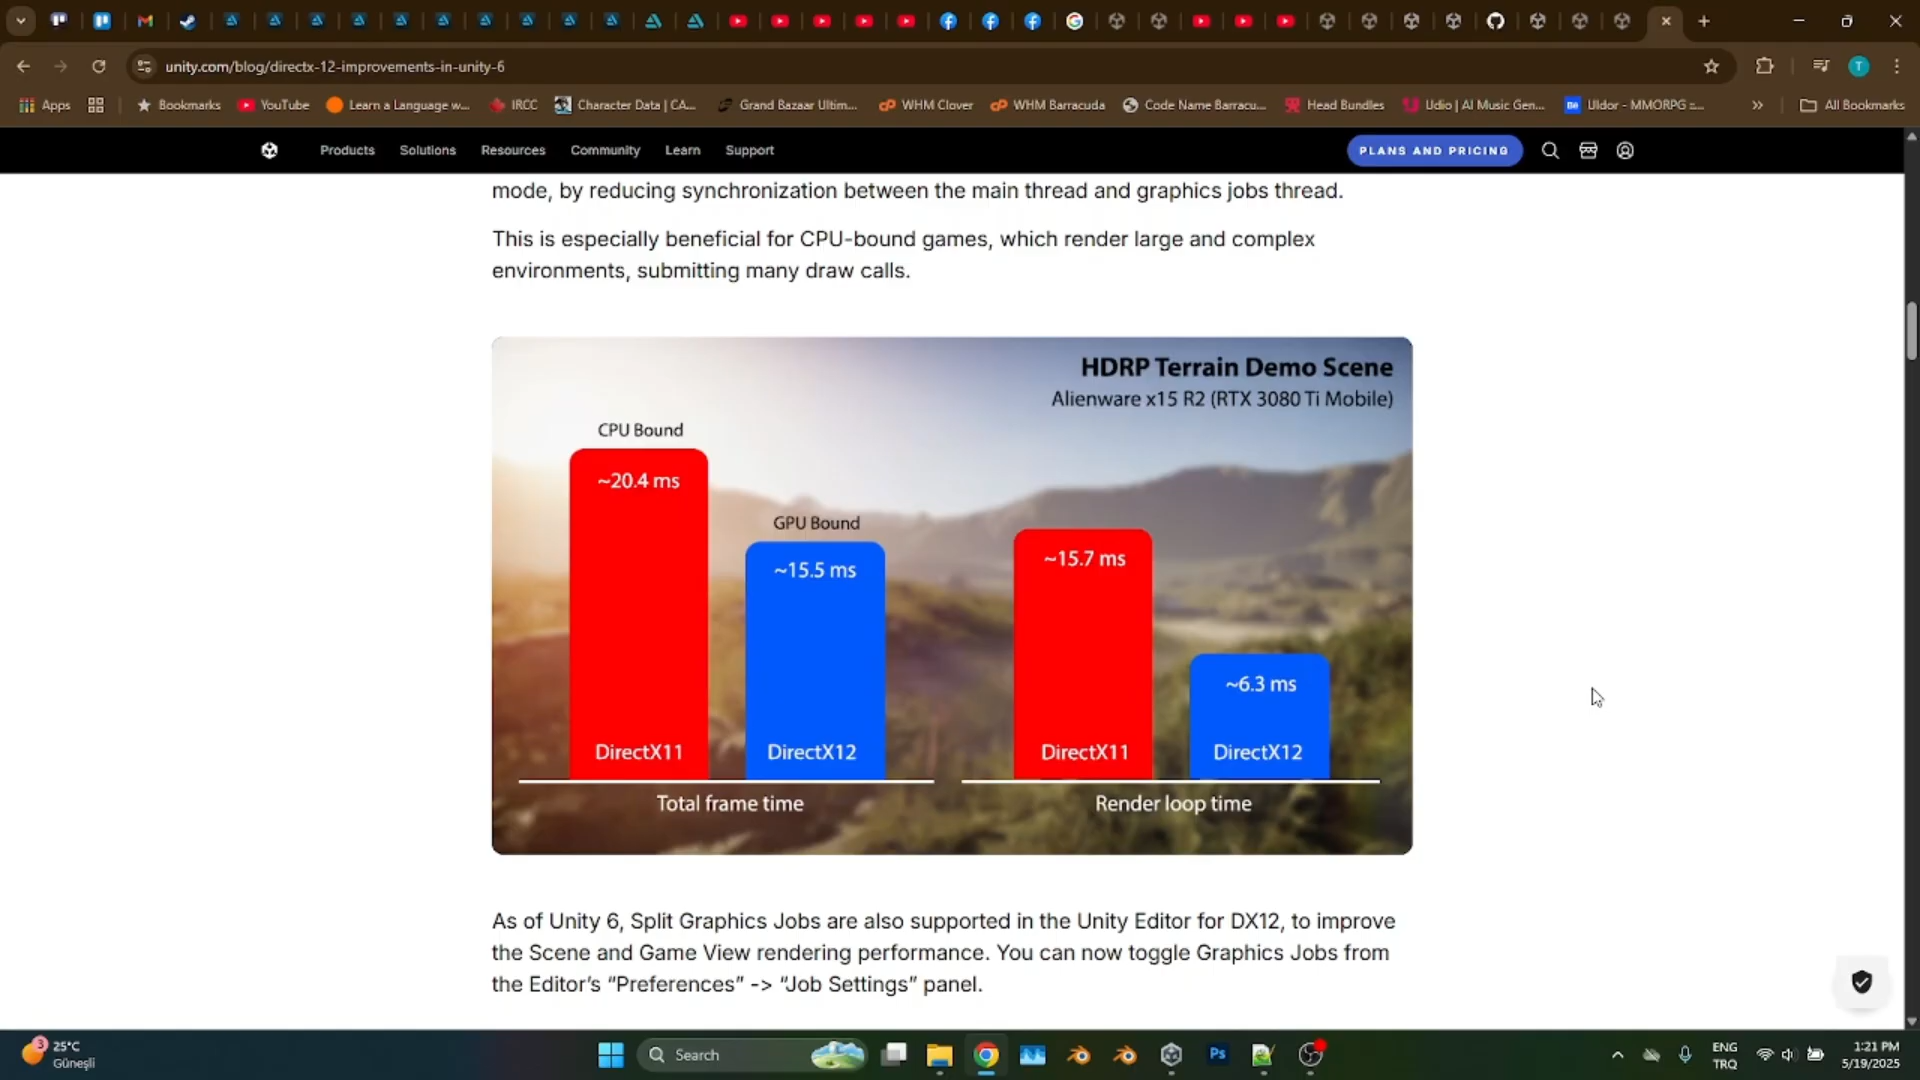 unity.com/blog/directx-12-improvements-in-unity-6
Apps
Bookmarks
YouTube
Learn a Language w...
IRCC
Character Data | CA...
Grand Bazaar Ultim...
WHM Clover
WHM Barracuda
Code Name Barracu...
Head Bundles
Udio | AI Music Gen...
Uldor - MMORPG :...
»
All Bookmarks
Products
Solutions
Resources
Community
Learn
Support
PLANS AND PRICING
mode, by reducing synchronization between the main thread and graphics jobs thread.
This is especially beneficial for CPU-bound games, which render large and complex
environments, submitting many draw calls.
HDRP Terrain Demo Scene
Alienware x15 R2 (RTX 3080 Ti Mobile)
CPU Bound
~20.4 ms
GPU Bound
~15.5 ms
~15.7 ms
~6.3 ms
DirectX11
DirectX12
DirectX11
DirectX12
Total frame time
Render loop time
As of Unity 6, Split Graphics Jobs are also supported in the Unity Editor for DX12, to improve
the Scene and Game View rendering performance. You can now toggle Graphics Jobs from
the Editor’s “Preferences” -> “Job Settings” panel.
3
25°C
Güneşli
Search
Ps
ENG
TRQ
1:21 PM
5/19/2025
T